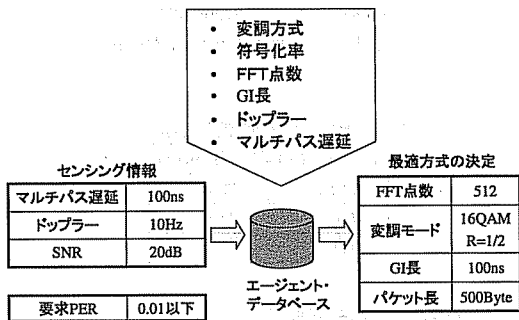 • 変調方式
• 符号化率
• FFT点数
• GI長
• ドップラー
• マルチパス遅延
センシング情報
マルチパス遅延 100ns
ドップラー 10Hz
SNR 20dB
要求PER 0.01以下
エージェント・
データベース
最適方式の決定
FFT点数 512
変調モード 16QAM
R=1/2
GI長 100ns
パケット長 500Byte